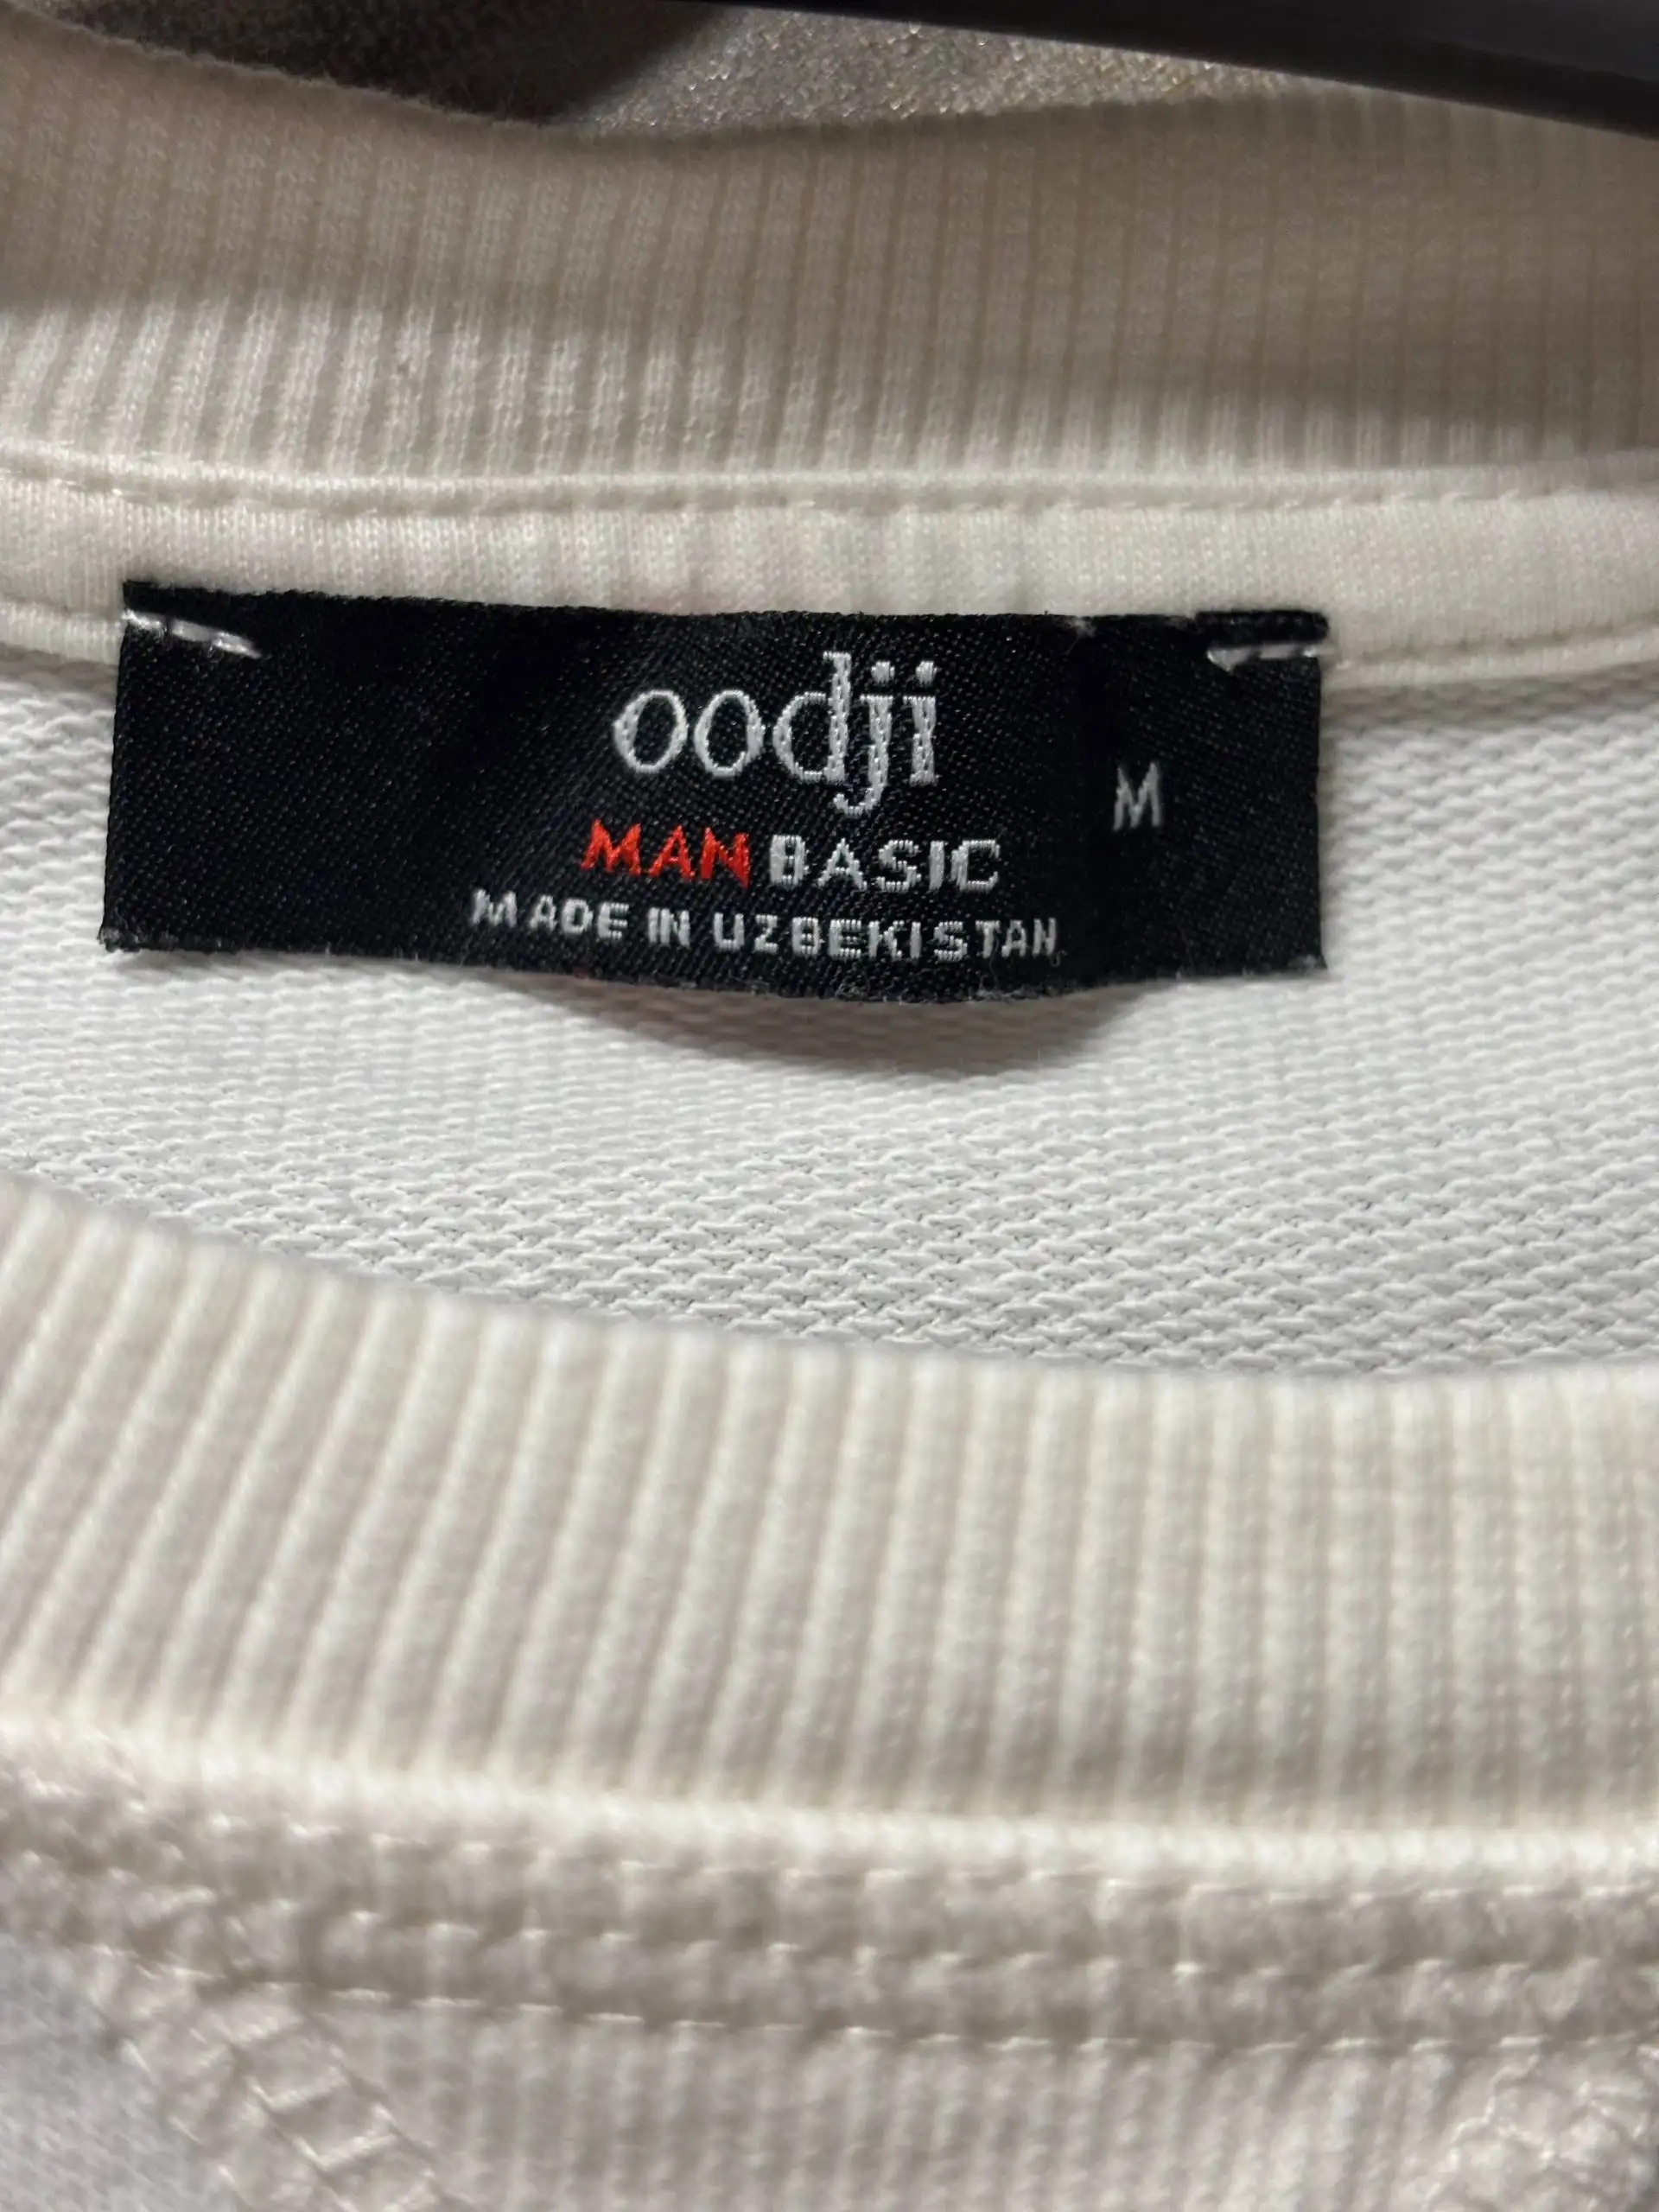 oodji
MAN BASIC
MADE IN UZBEKISTAN
M